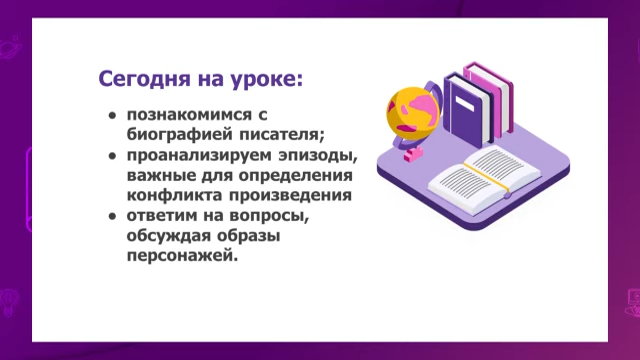 Сегодня на уроке:
● познакомимся с
биографией писателя;
● проанализируем эпизоды,
важные для определения
конфликта произведения
● ответим на вопросы,
обсуждая образы
персонажей.